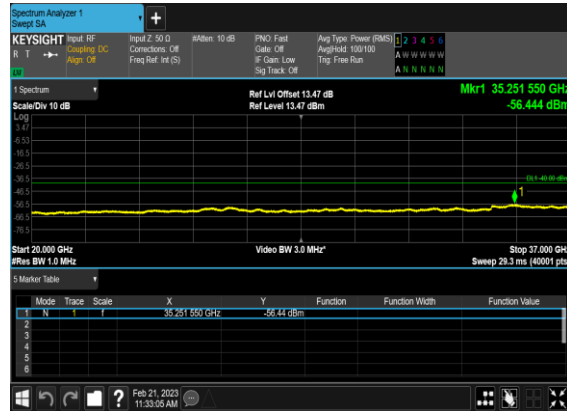 Spectrum Analyzer 1
Swept SA
+
KEYSIGHT Input: RF Input Z: 50 Ω #Atten: 10 dB PNO: Fast Avg Type: Power (RMS) 1 2 3 4 5 6
R T Coupling: DC Corrections: Off Gate: Off Avg|Hold: 100/100 A W W W W W
Align: Off Freq Ref: Int (S) IF Gain: Low Trig: Free Run
Sig Track: Off A N N N N N
1 Spectrum
Ref Lvl Offset 13.47 dB Mkr1 35.251 550 GHz
Scale/Div 10 dB Ref Level 13.47 dBm -56.444 dBm
Log
3.47
-6.53
-16.5
-26.5
-36.5 DL1 -40.00 dBm
-46.5 1
-56.5
-66.5
-76.5
Start 20.000 GHz Video BW 3.0 MHz* Stop 37.000 GHz
#Res BW 1.0 MHz Sweep 29.3 ms (40001 pts)
5 Marker Table
Mode Trace Scale X Y Function Function Width Function Value
1 N 1 f 35.251 550 GHz -56.44 dBm
2
3
4
5
6
? Feb 21, 2023
11:33:05 AM